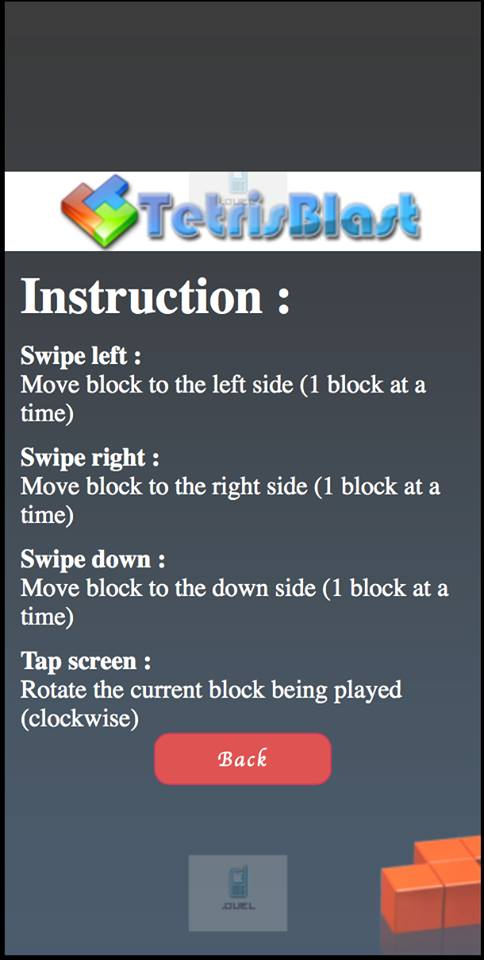 TetrisBlast
Instruction :
Swipe left :
Move block to the left side (1 block at a
time)
Swipe right :
Move block to the right side (1 block at a
time)
Swipe down :
Move block to the down side (1 block at a
time)
Tap screen :
Rotate the current block being played
(clockwise)
Back
.DUEL